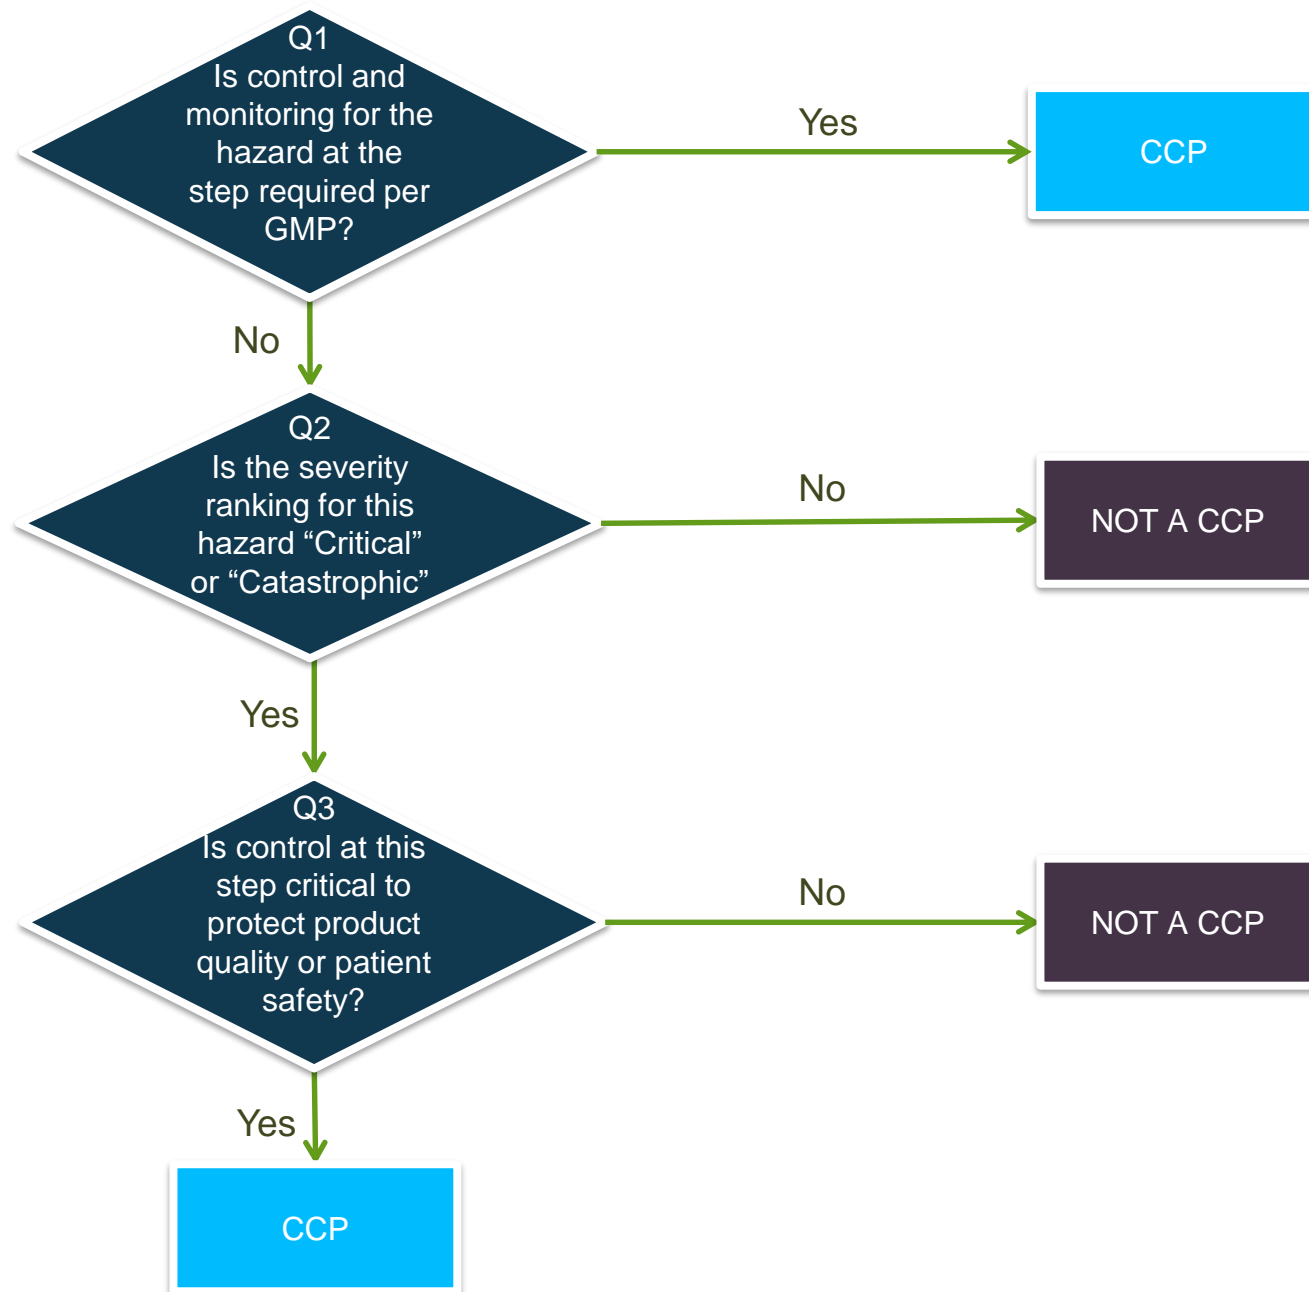 Q1
Is control and
monitoring for the
hazard at the
step required per
GMP?
Yes
CCP
No
Q2
Is the severity
ranking for this
hazard “Critical”
or “Catastrophic”
No
NOT A CCP
Yes
Q3
Is control at this
step critical to
protect product
quality or patient
safety?
No
NOT A CCP
Yes
CCP